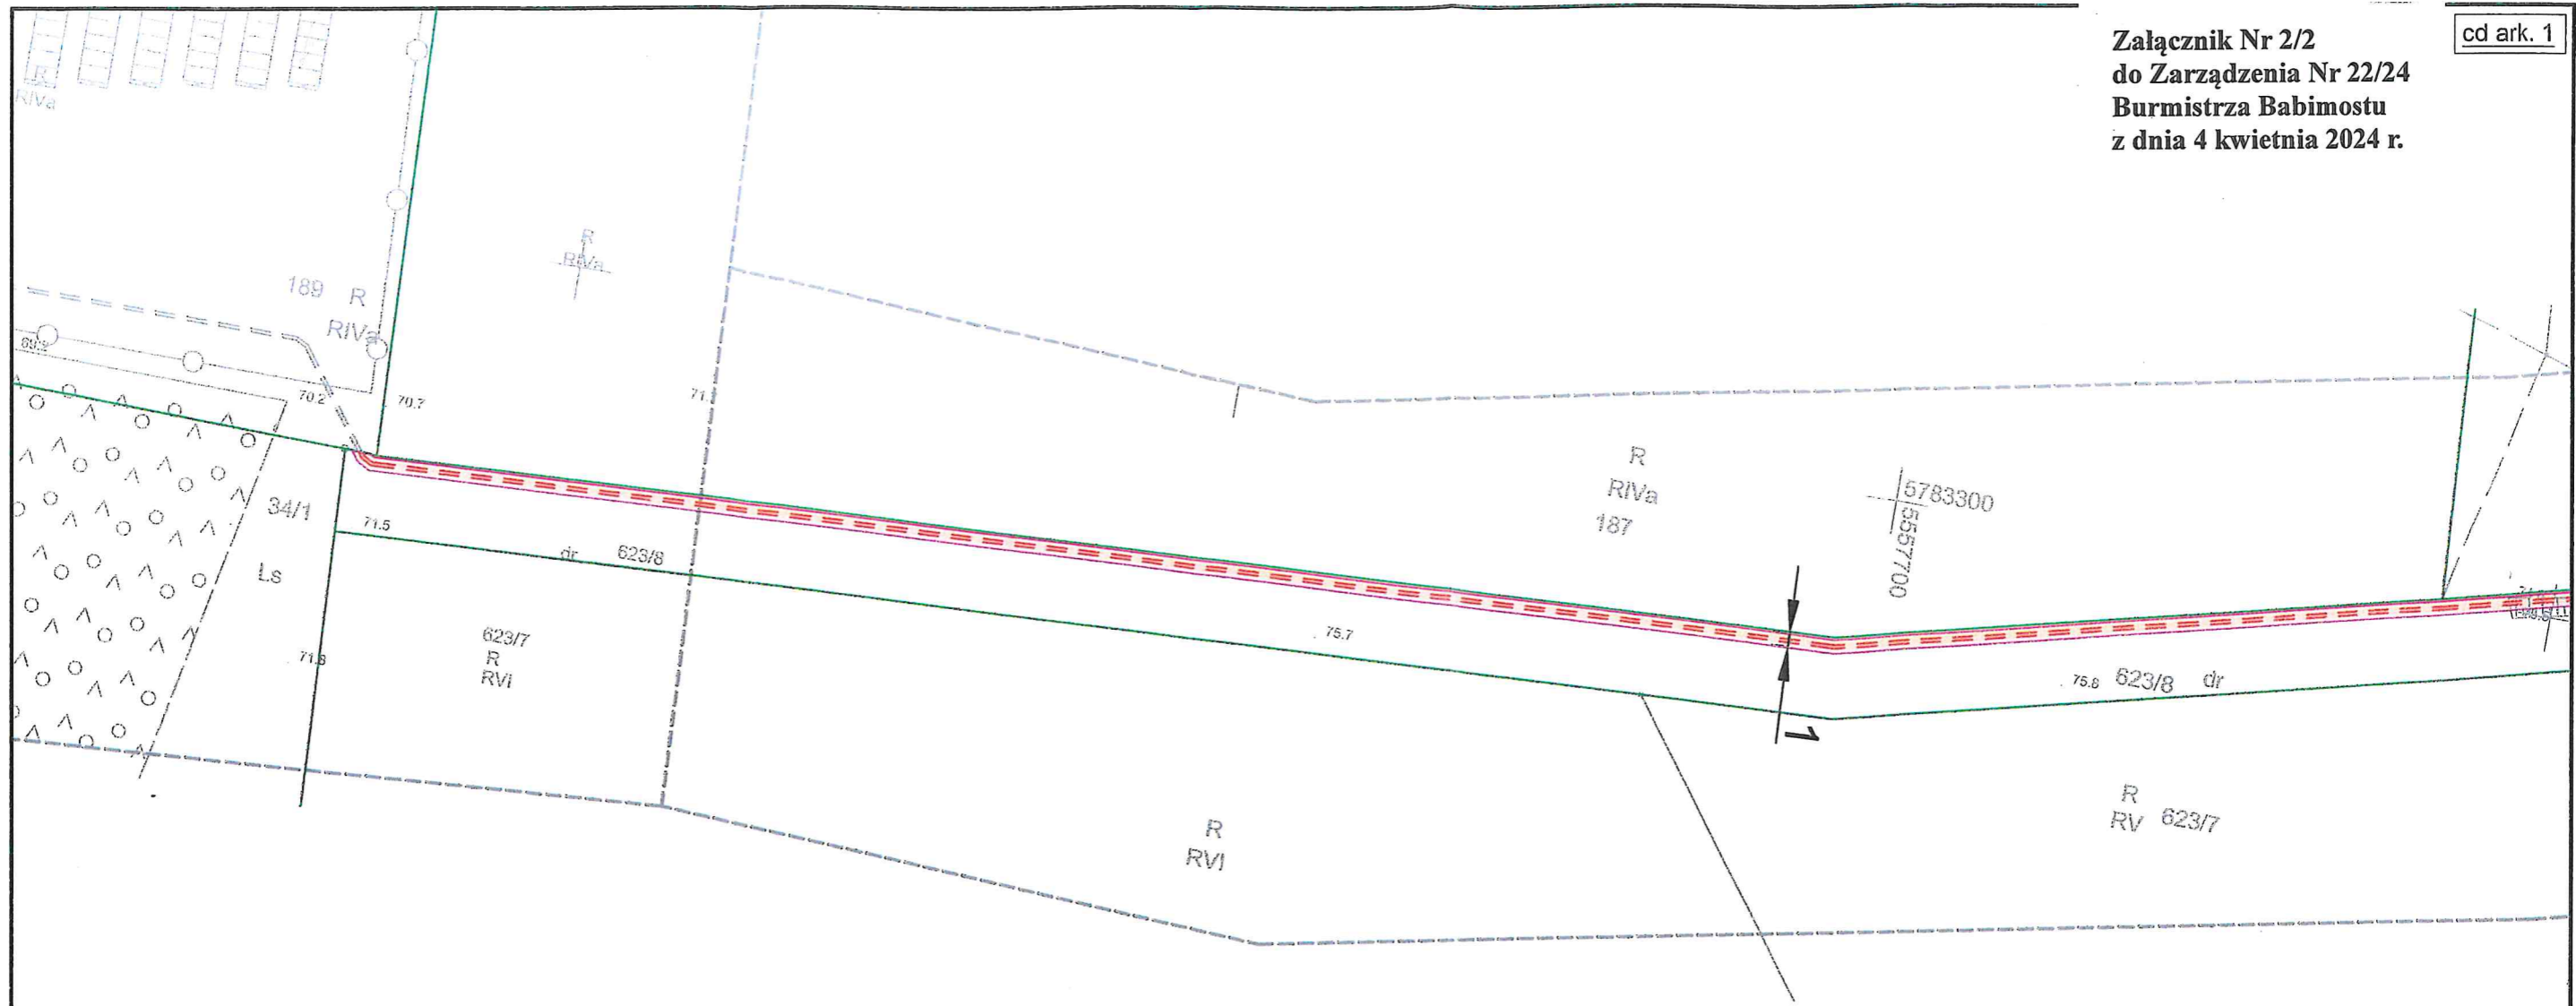 Załącznik Nr 2/2
do Zarządzenia Nr 22/24
Burmistrza Babimostu
z dnia 4 kwietnia 2024 r.
cd ark. 1
R
RIVa
R
RIVa
189 R
RIVa
70.2
70.7
34/1
Ls
71.5
dr 623/8
623/7
R
RVI
R
RIVa
187
5783300
5557700
75.7
1
75.8 623/8 dr
R
RV 623/7
R
RVI